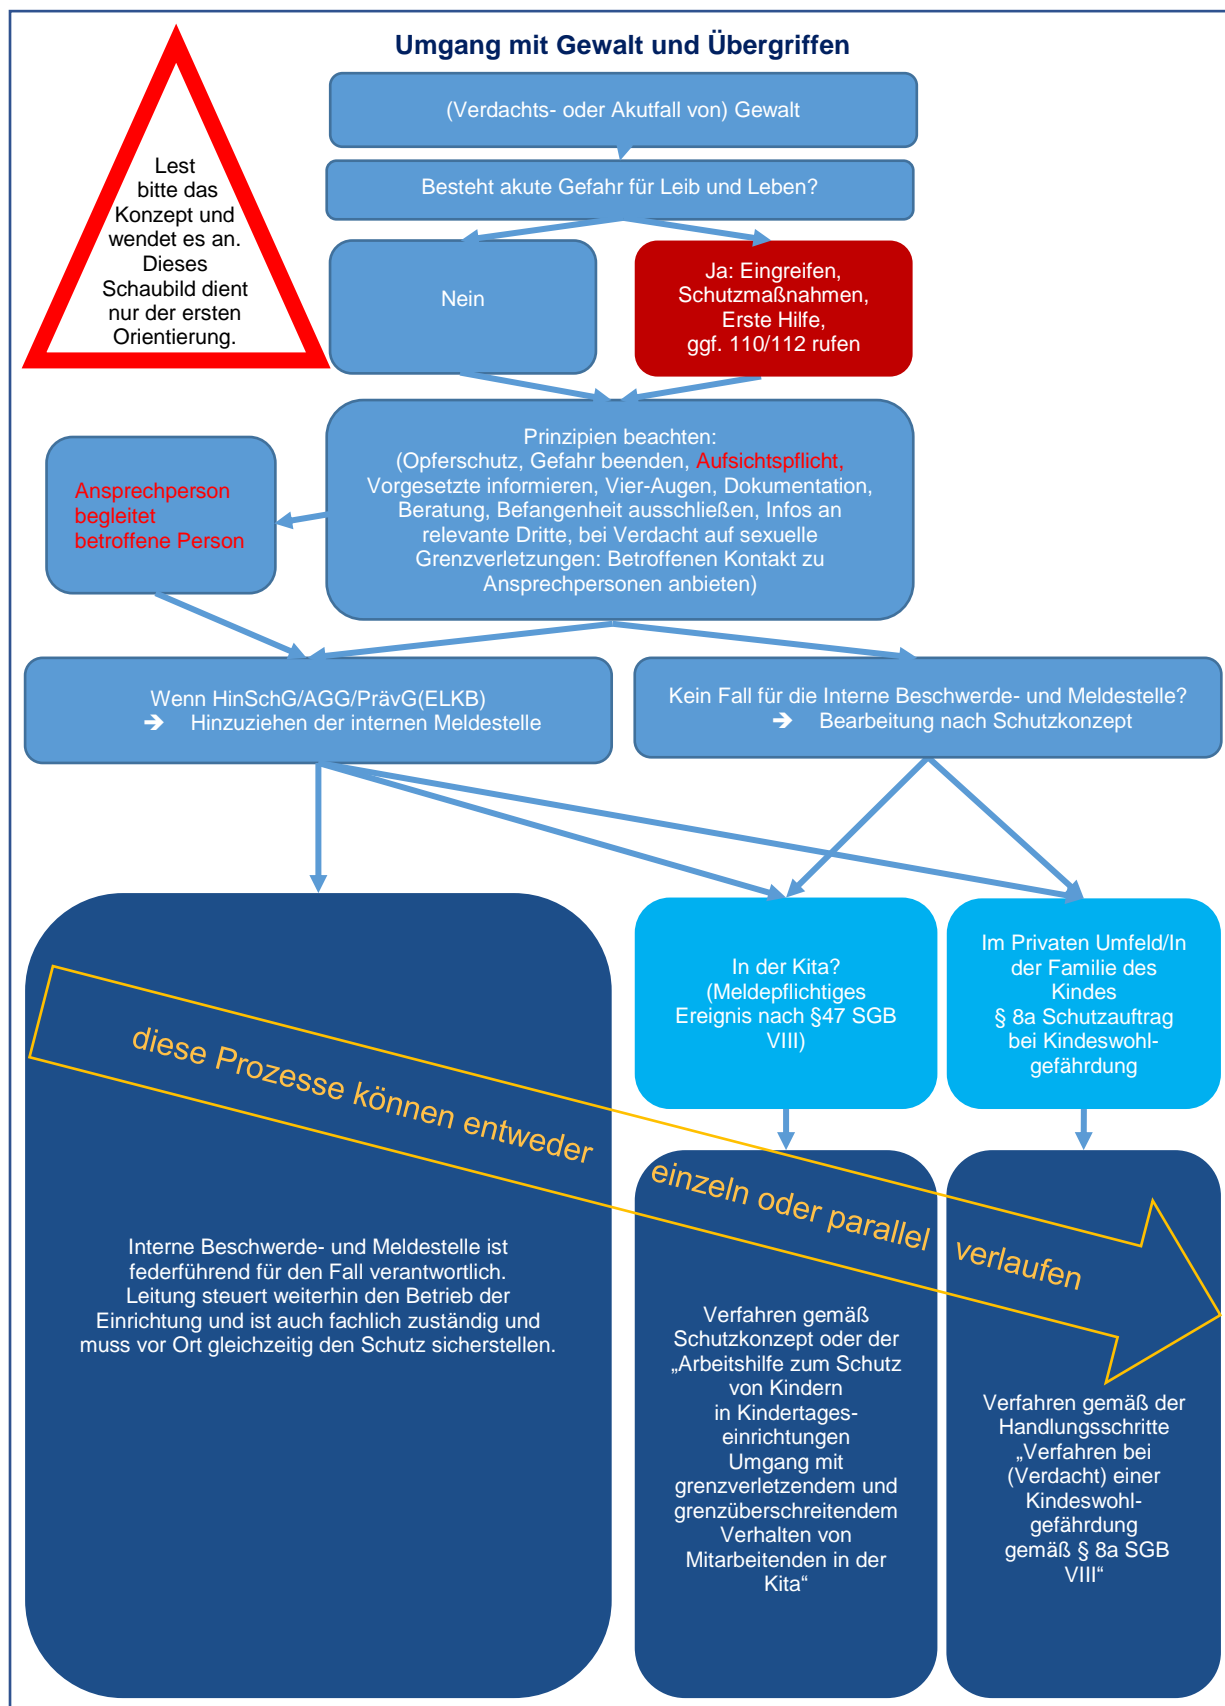 Umgang mit Gewalt und Übergriffen
Lest
bitte das
Konzept und
wendet es an.
Dieses
Schaubild dient
nur der ersten
Orientierung.
(Verdachts- oder Akutfall von) Gewalt
Besteht akute Gefahr für Leib und Leben?
Nein
Ja: Eingreifen,
Schutzmaßnahmen,
Erste Hilfe,
ggf. 110/112 rufen
Prinzipien beachten:
(Opferschutz, Gefahr beenden, Aufsichtspflicht,
Vorgesetzte informieren, Vier-Augen, Dokumentation,
Beratung, Befangenheit ausschließen, Infos an
relevante Dritte, bei Verdacht auf sexuelle
Grenzverletzungen: Betroffenen Kontakt zu
Ansprechpersonen anbieten)
Ansprechperson
begleitet
betroffene Person
Wenn HinSchG/AGG/PrävG(ELKB)
➔ Hinzuziehen der internen Meldestelle
Kein Fall für die Interne Beschwerde- und Meldestelle?
➔ Bearbeitung nach Schutzkonzept
In der Kita?
(Meldepflichtiges
Ereignis nach §47 SGB
VIII)
Im Privaten Umfeld/In
der Familie des
Kindes
§ 8a Schutzauftrag
bei Kindeswohl-
gefährdung
diese Prozesse können entweder einzeln oder parallel verlaufen
Interne Beschwerde- und Meldestelle ist
federführend für den Fall verantwortlich.
Leitung steuert weiterhin den Betrieb der
Einrichtung und ist auch fachlich zuständig und
muss vor Ort gleichzeitig den Schutz sicherstellen.
Verfahren gemäß
Schutzkonzept oder der
„Arbeitshilfe zum Schutz
von Kindern
in Kindertages-
einrichtungen
Umgang mit
grenzverletzendem und
grenzüberschreitendem
Verhalten von
Mitarbeitenden in der
Kita“
Verfahren gemäß der
Handlungsschritte
„Verfahren bei
(Verdacht) einer
Kindeswohl-
gefährdung
gemäß § 8a SGB
VIII“